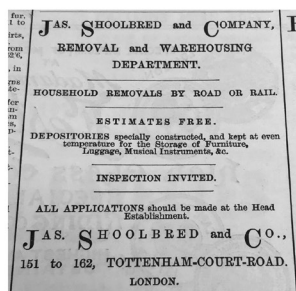 JAS. SHOOLBRED and COMPANY,
REMOVAL and WAREHOUSING
DEPARTMENT.
HOUSEHOLD REMOVALS BY ROAD OR RAIL.
ESTIMATES FREE.
DEPOSITORIES specially constructed, and kept at even
temperature for the Storage of Furniture,
Luggage, Musical Instruments, &c.
INSPECTION INVITED.
ALL APPLICATIONS should be made at the Head
Establishment.
JAS. SHOOLBRED and CO.,
151 to 162, TOTTENHAM-COURT-ROAD.
LONDON.